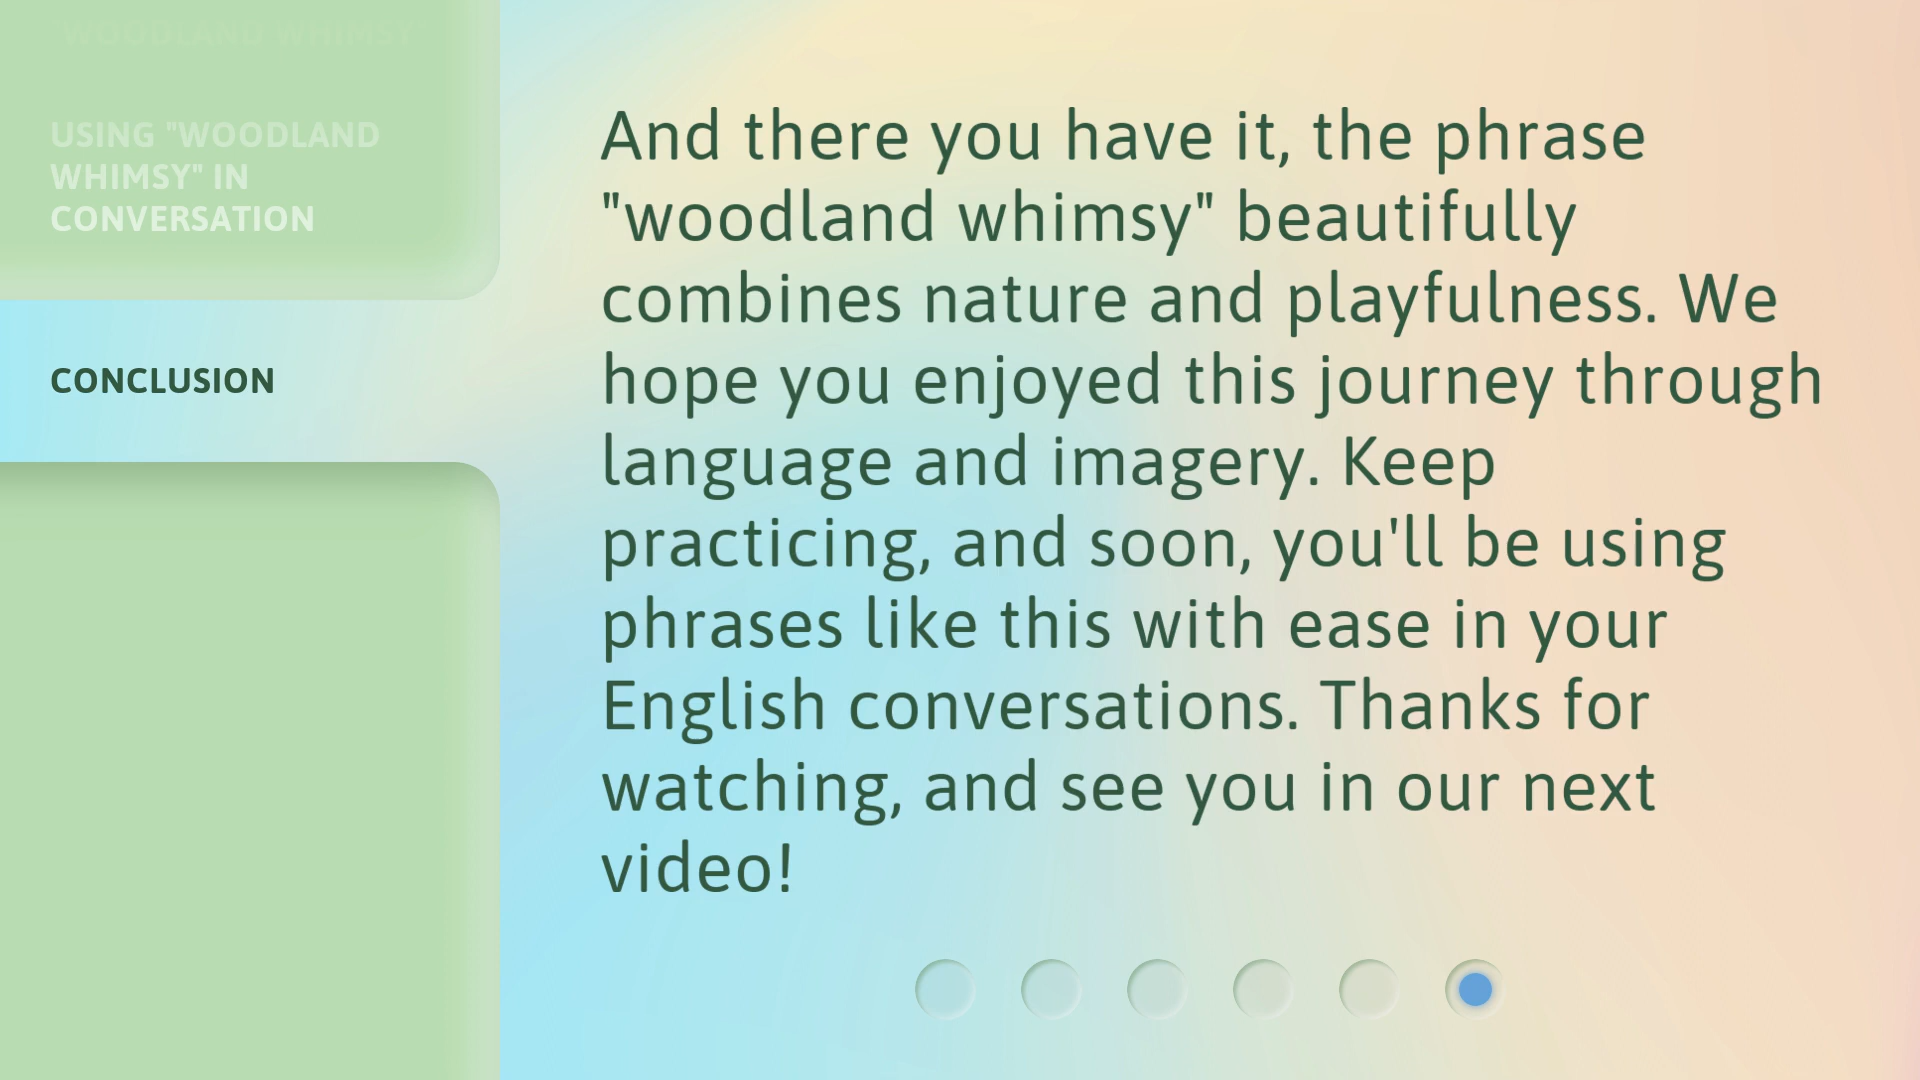 "WOODLAND WHIMSY"
USING "WOODLAND
WHIMSY" IN
CONVERSATION
CONCLUSION
And there you have it, the phrase
"woodland whimsy" beautifully
combines nature and playfulness. We
hope you enjoyed this journey through
language and imagery. Keep
practicing, and soon, you'll be using
phrases like this with ease in your
English conversations. Thanks for
watching, and see you in our next
video!